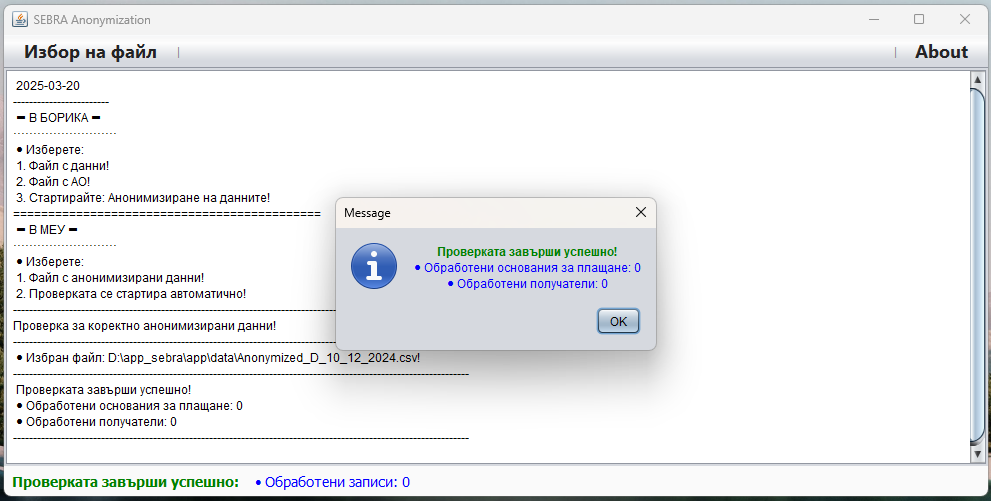 SEBRA Anonymization
Избор на файл | | About
2025-03-20
------------------------
━ В БОРИКА ━
--------------------------
● Изберете:
1. Файл с данни!
2. Файл с АО!
3. Стартирайте: Анонимизиране на данните!
============================================
━ В МЕУ ━
--------------------------
● Изберете:
1. Файл с анонимизирани данни!
2. Проверката се стартира автоматично!
Проверка за коректно анонимизирани данни!
● Избран файл: D:\app_sebra\app\data\Anonymized_D_10_12_2024.csv!
Проверката завърши успешно!
● Обработени основания за плащане: 0
● Обработени получатели: 0
Message
Проверката завърши успешно!
● Обработени основания за плащане: 0
● Обработени получатели: 0
OK
Проверката завърши успешно: ● Обработени записи: 0